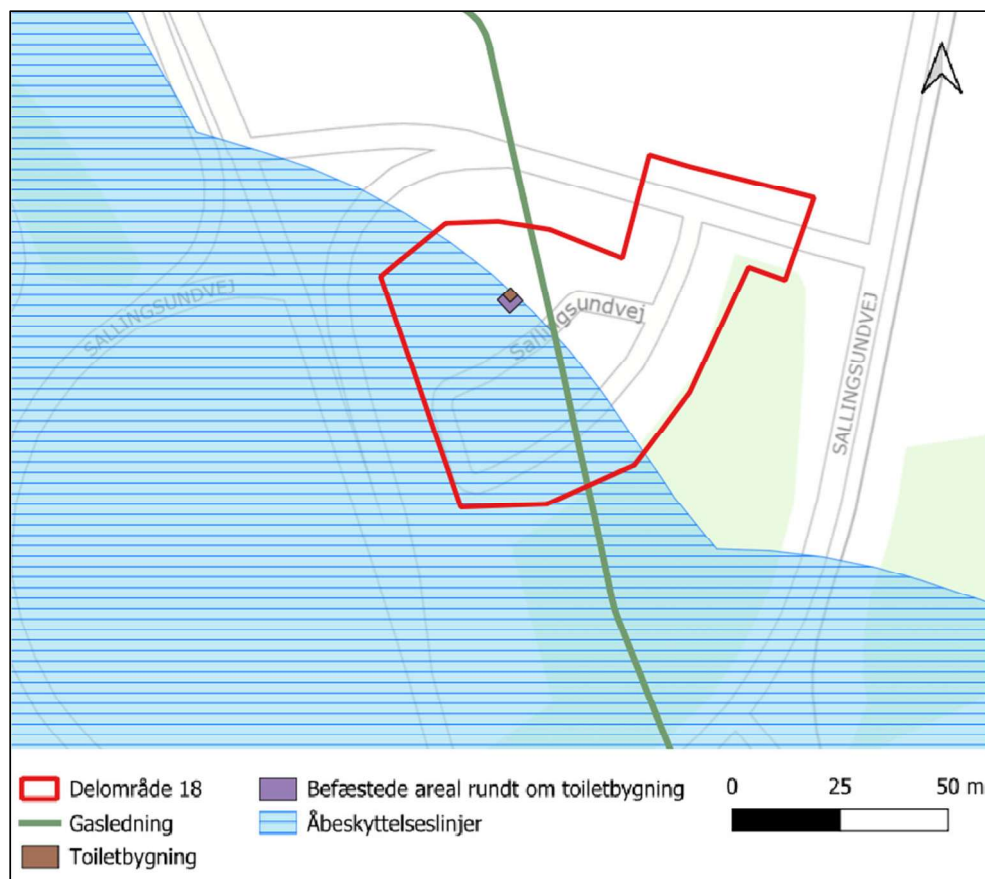 SALLINGSUNDVEJ
Sallingsundvej
SALLINGSUNDVEJ
Delområde 18
Gasledning
Toiletbygning
Befæstede areal rundt om toiletbygning
Åbeskyttelseslinjer
0 25 50 m